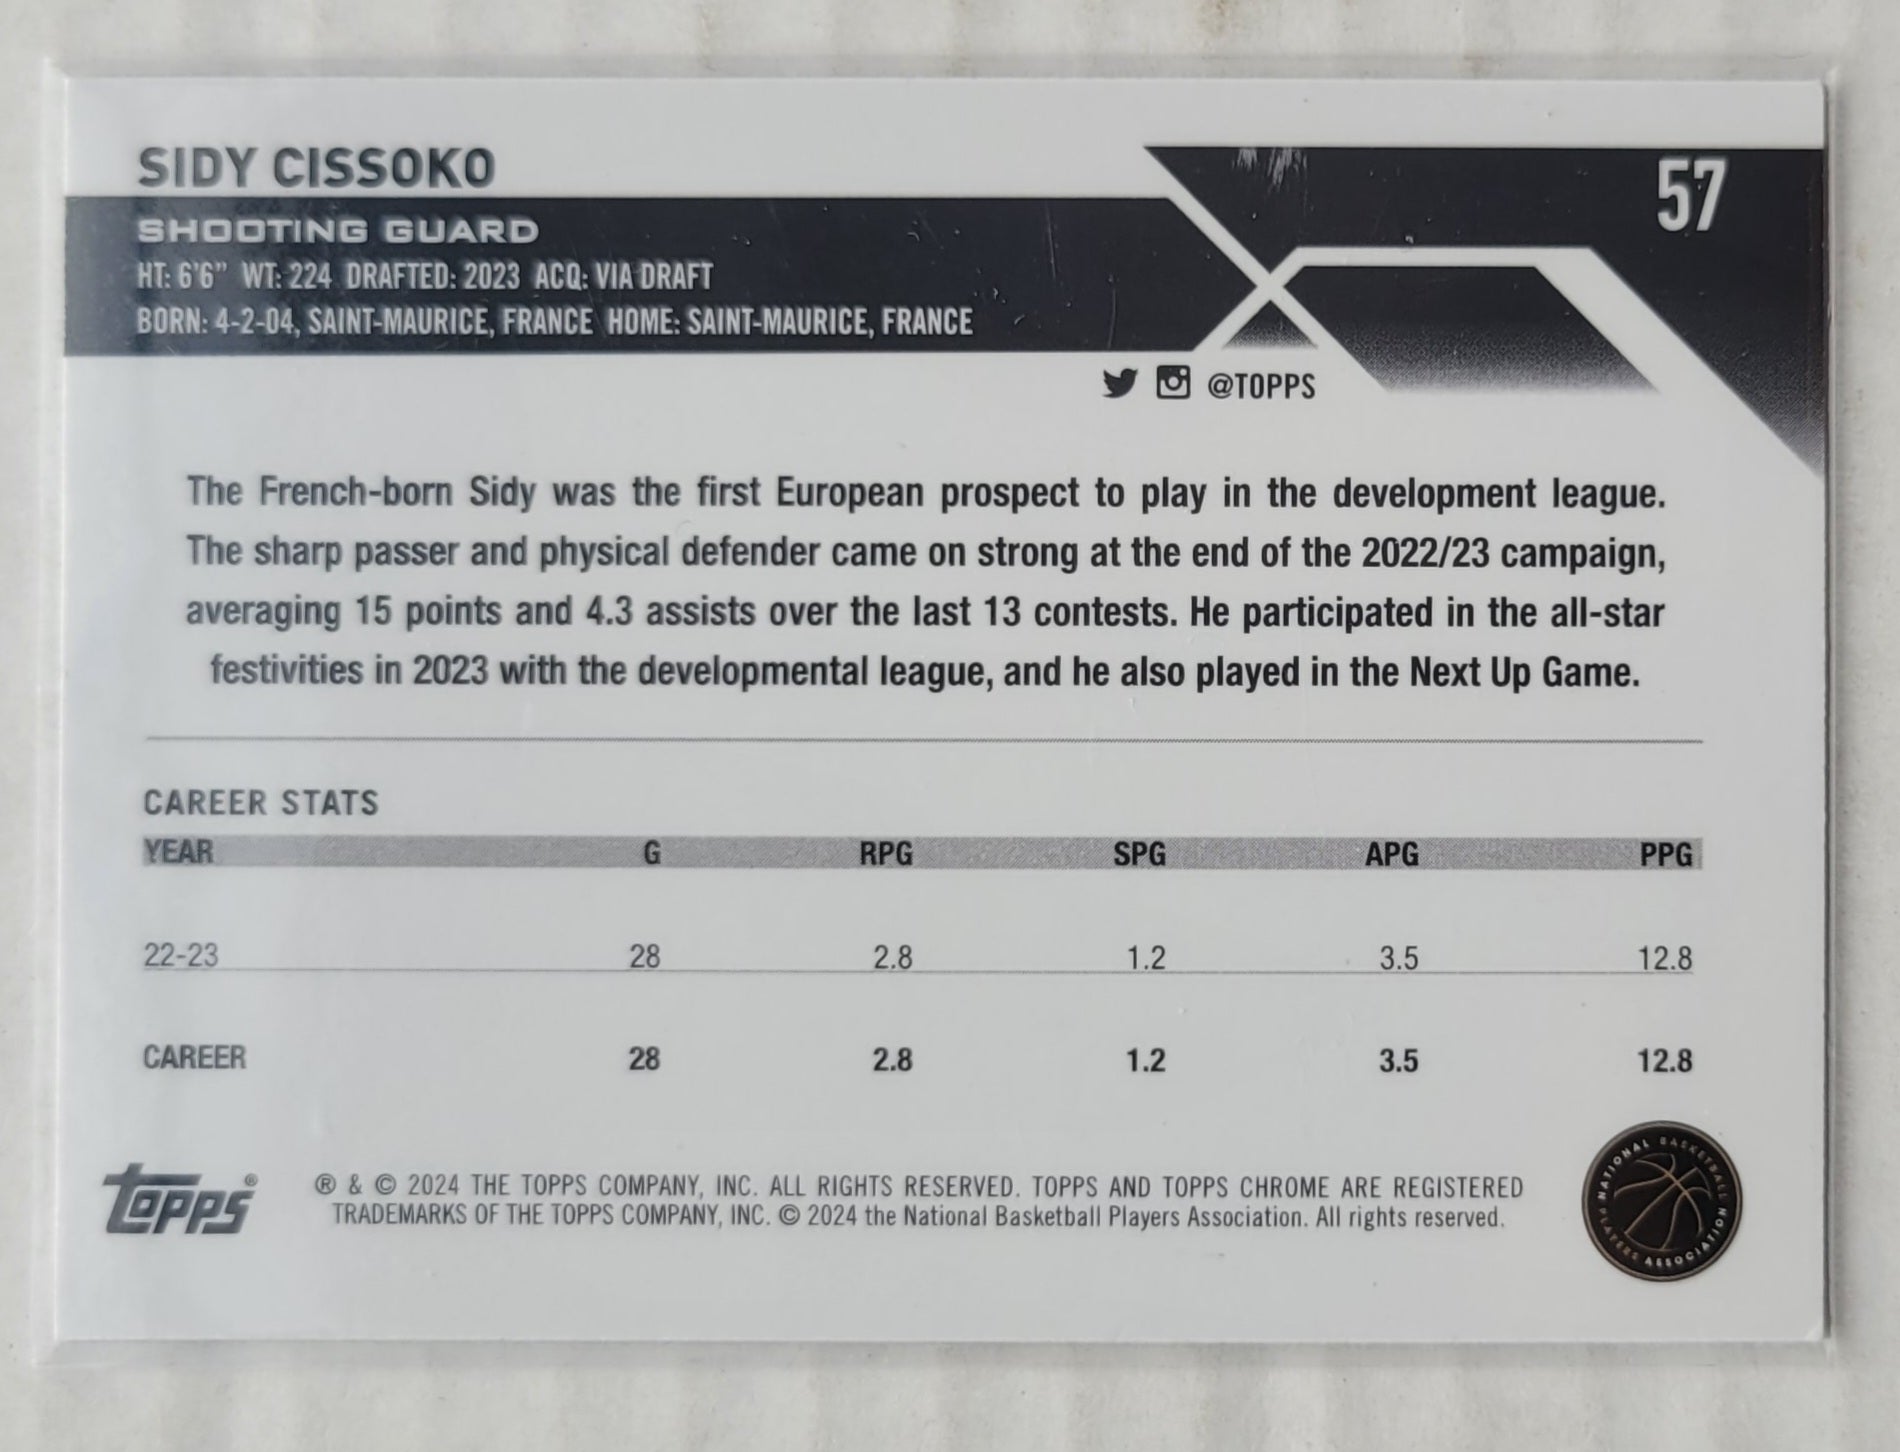 SIDY CISSOKO
57
SHOOTING GUARD
HT: 6'6" WT: 224 DRAFTED: 2023 ACQ: VIA DRAFT
BORN: 4-2-04, SAINT-MAURICE, FRANCE HOME: SAINT-MAURICE, FRANCE
@TOPPS
The French-born Sidy was the first European prospect to play in the development league.
The sharp passer and physical defender came on strong at the end of the 2022/23 campaign,
averaging 15 points and 4.3 assists over the last 13 contests. He participated in the all-star
festivities in 2023 with the developmental league, and he also played in the Next Up Game.
CAREER STATS
YEAR G RPG SPG APG PPG
22-23 28 2.8 1.2 3.5 12.8
CAREER 28 2.8 1.2 3.5 12.8
topps®
® & © 2024 THE TOPPS COMPANY, INC. ALL RIGHTS RESERVED. TOPPS AND TOPPS CHROME ARE REGISTERED
TRADEMARKS OF THE TOPPS COMPANY, INC. © 2024 the National Basketball Players Association. All rights reserved.
NATIONAL BASKETBALL PLAYERS ASSOCIATION